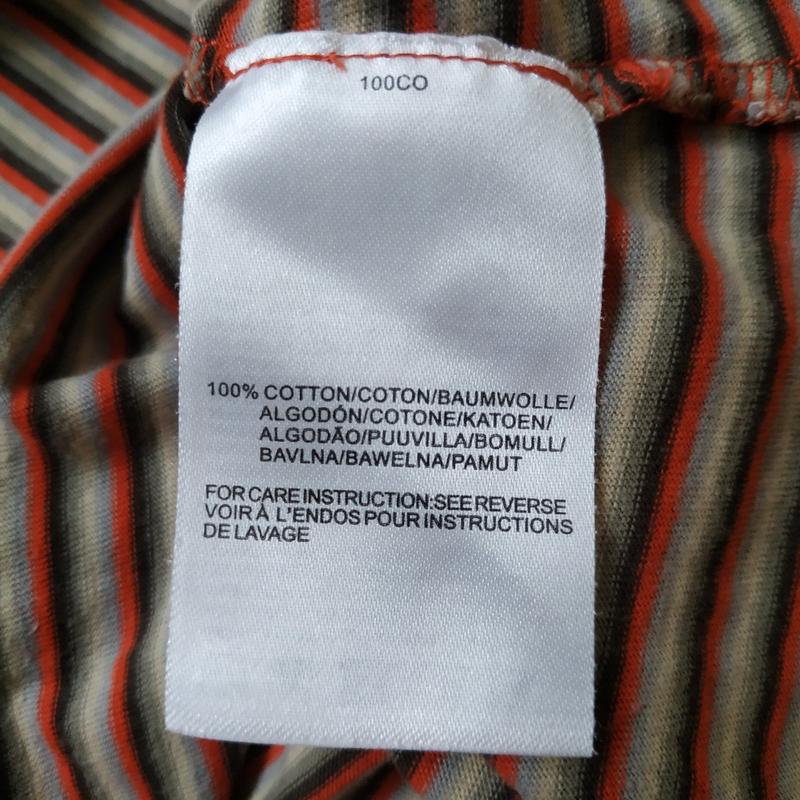 100CO
100% COTTON/COTON/BAUMWOLLE/
ALGODÓN/COTONE/KATOEN/
ALGODÃO/PUUVILLA/BOMULL/
BAVLNA/BAWELNA/PAMUT
FOR CARE INSTRUCTION:SEE REVERSE
VOIR À L'ENDOS POUR INSTRUCTIONS
DE LAVAGE